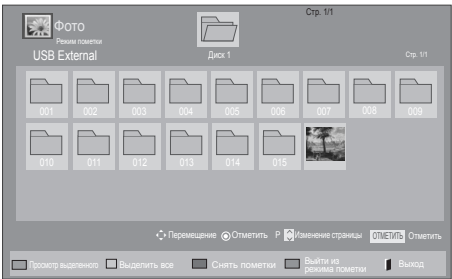 Стр. 1/1
Фото
Режим пометки
USB External
Диск 1
Стр. 1/1
001 002 003 004 005 006 007 008 009
010 011 012 013 014 015
Перемещение Отметить P Изменение страницы ОТМЕТИТЬ Отметить
Просмотр выделенного Выделить все Снять пометки Выйти из режима пометки Выход